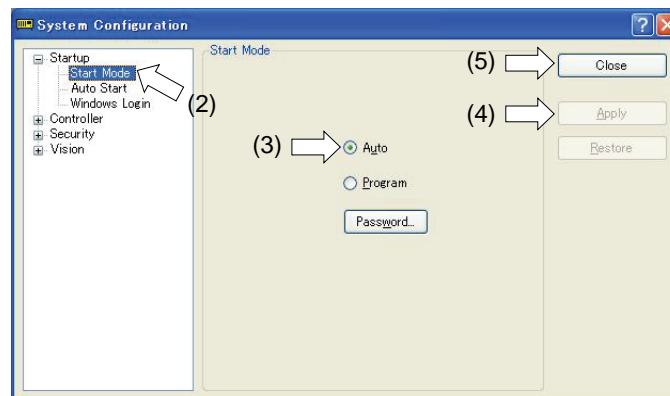 System Configuration
Startup
Start Mode
Auto Start
Windows Login
Controller
Security
Vision
(2)
Start Mode
(3)
Auto
Program
Password...
(5)
Close
(4)
Apply
Restore